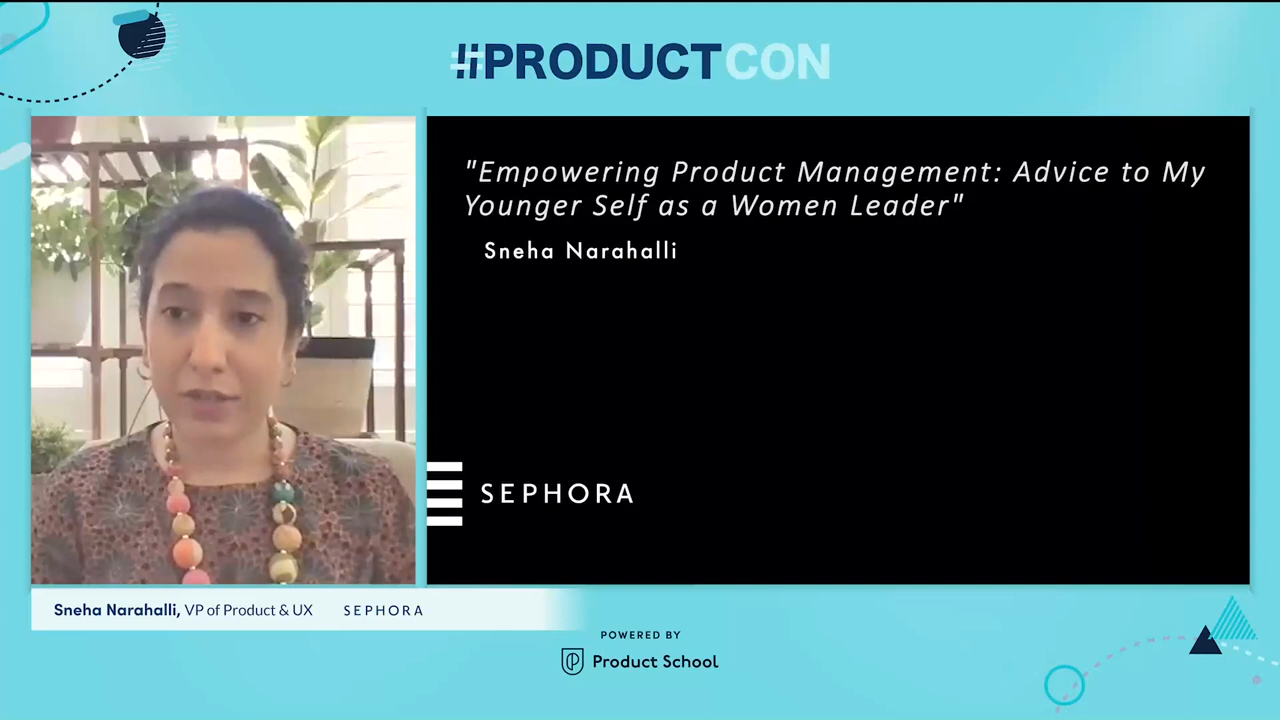 #PRODUCTCON
"Empowering Product Management: Advice to My
Younger Self as a Women Leader"
Sneha Narahalli
SEPHORA
Sneha Narahalli, VP of Product & UX SEPHORA
POWERED BY
Product School